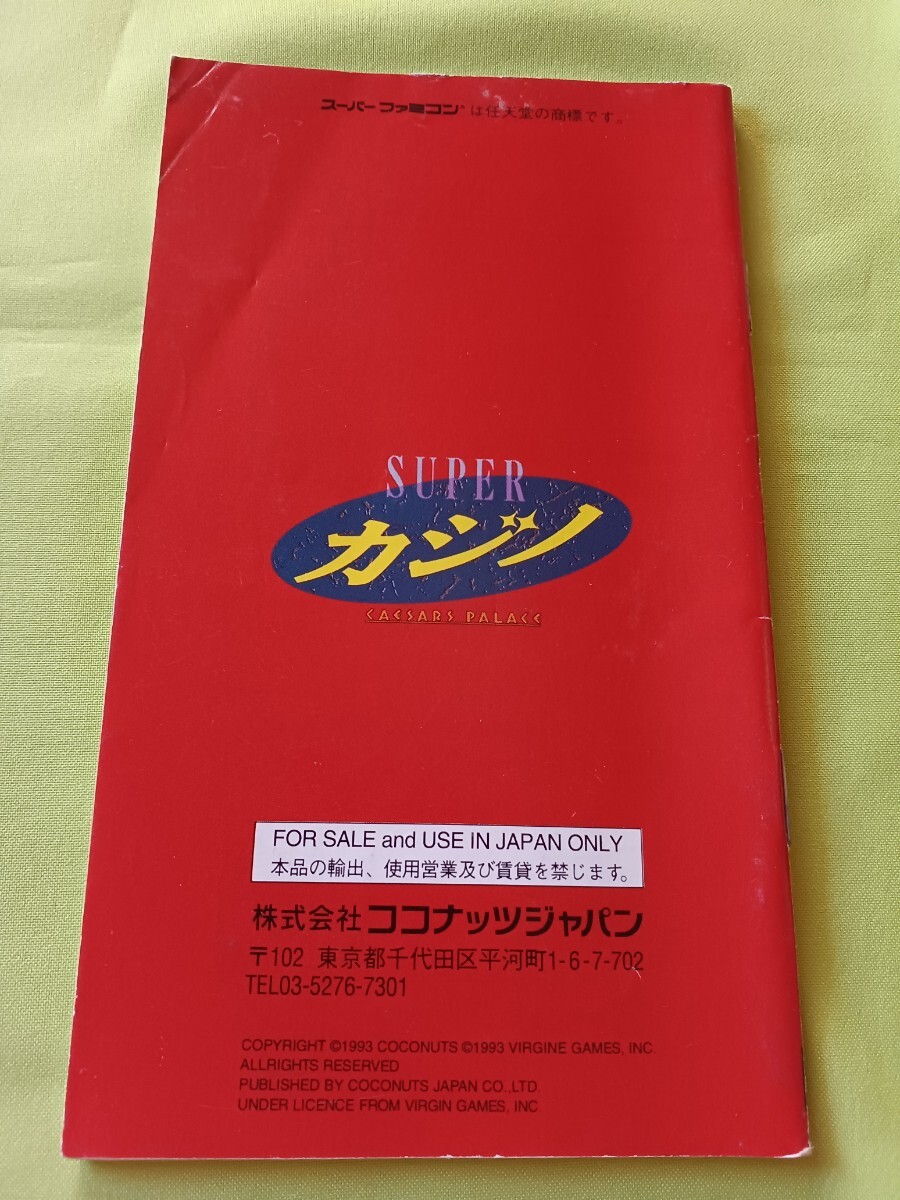 スーパーファミコン®は任天堂の商標です。
SUPER
カジノ
CAESARS PALACE
FOR SALE and USE IN JAPAN ONLY
本品の輸出、使用営業及び賃貸を禁じます。
株式会社ココナッツジャパン
〒102 東京都千代田区平河町1-6-7-702
TEL03-5276-7301
COPYRIGHT ©1993 COCONUTS ©1993 VIRGINE GAMES, INC.
ALLRIGHTS RESERVED
PUBLISHED BY COCONUTS JAPAN CO.,LTD.
UNDER LICENCE FROM VIRGIN GAMES, INC.